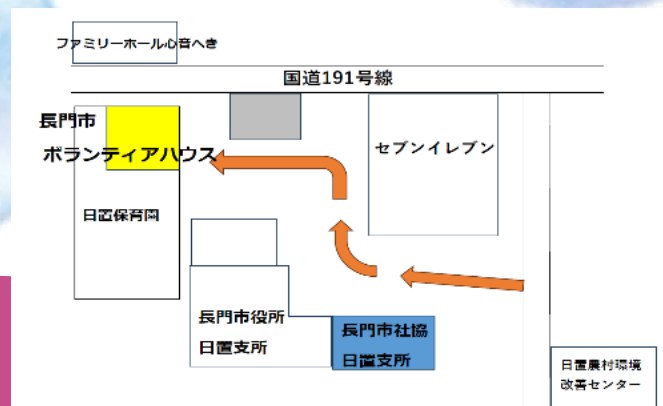 ファミリーホール心音へき
国道191号線
長門市
ボランティアハウス
セブンイレブン
日置保育園
長門市役所
日置支所
長門市社協
日置支所
日置農村環境
改善センター